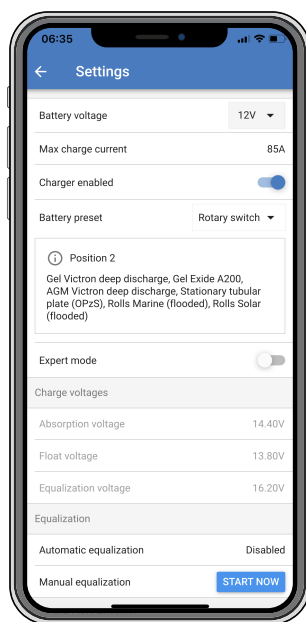 06:35
Settings
Battery voltage 12V
Max charge current 85A
Charger enabled
Battery preset Rotary switch
Position 2
Gel Victron deep discharge, Gel Exide A200,
AGM Victron deep discharge, Stationary tubular
plate (OPzS), Rolls Marine (flooded), Rolls Solar
(flooded)
Expert mode
Charge voltages
Absorption voltage 14.40V
Float voltage 13.80V
Equalization voltage 16.20V
Equalization
Automatic equalization Disabled
Manual equalization START NOW